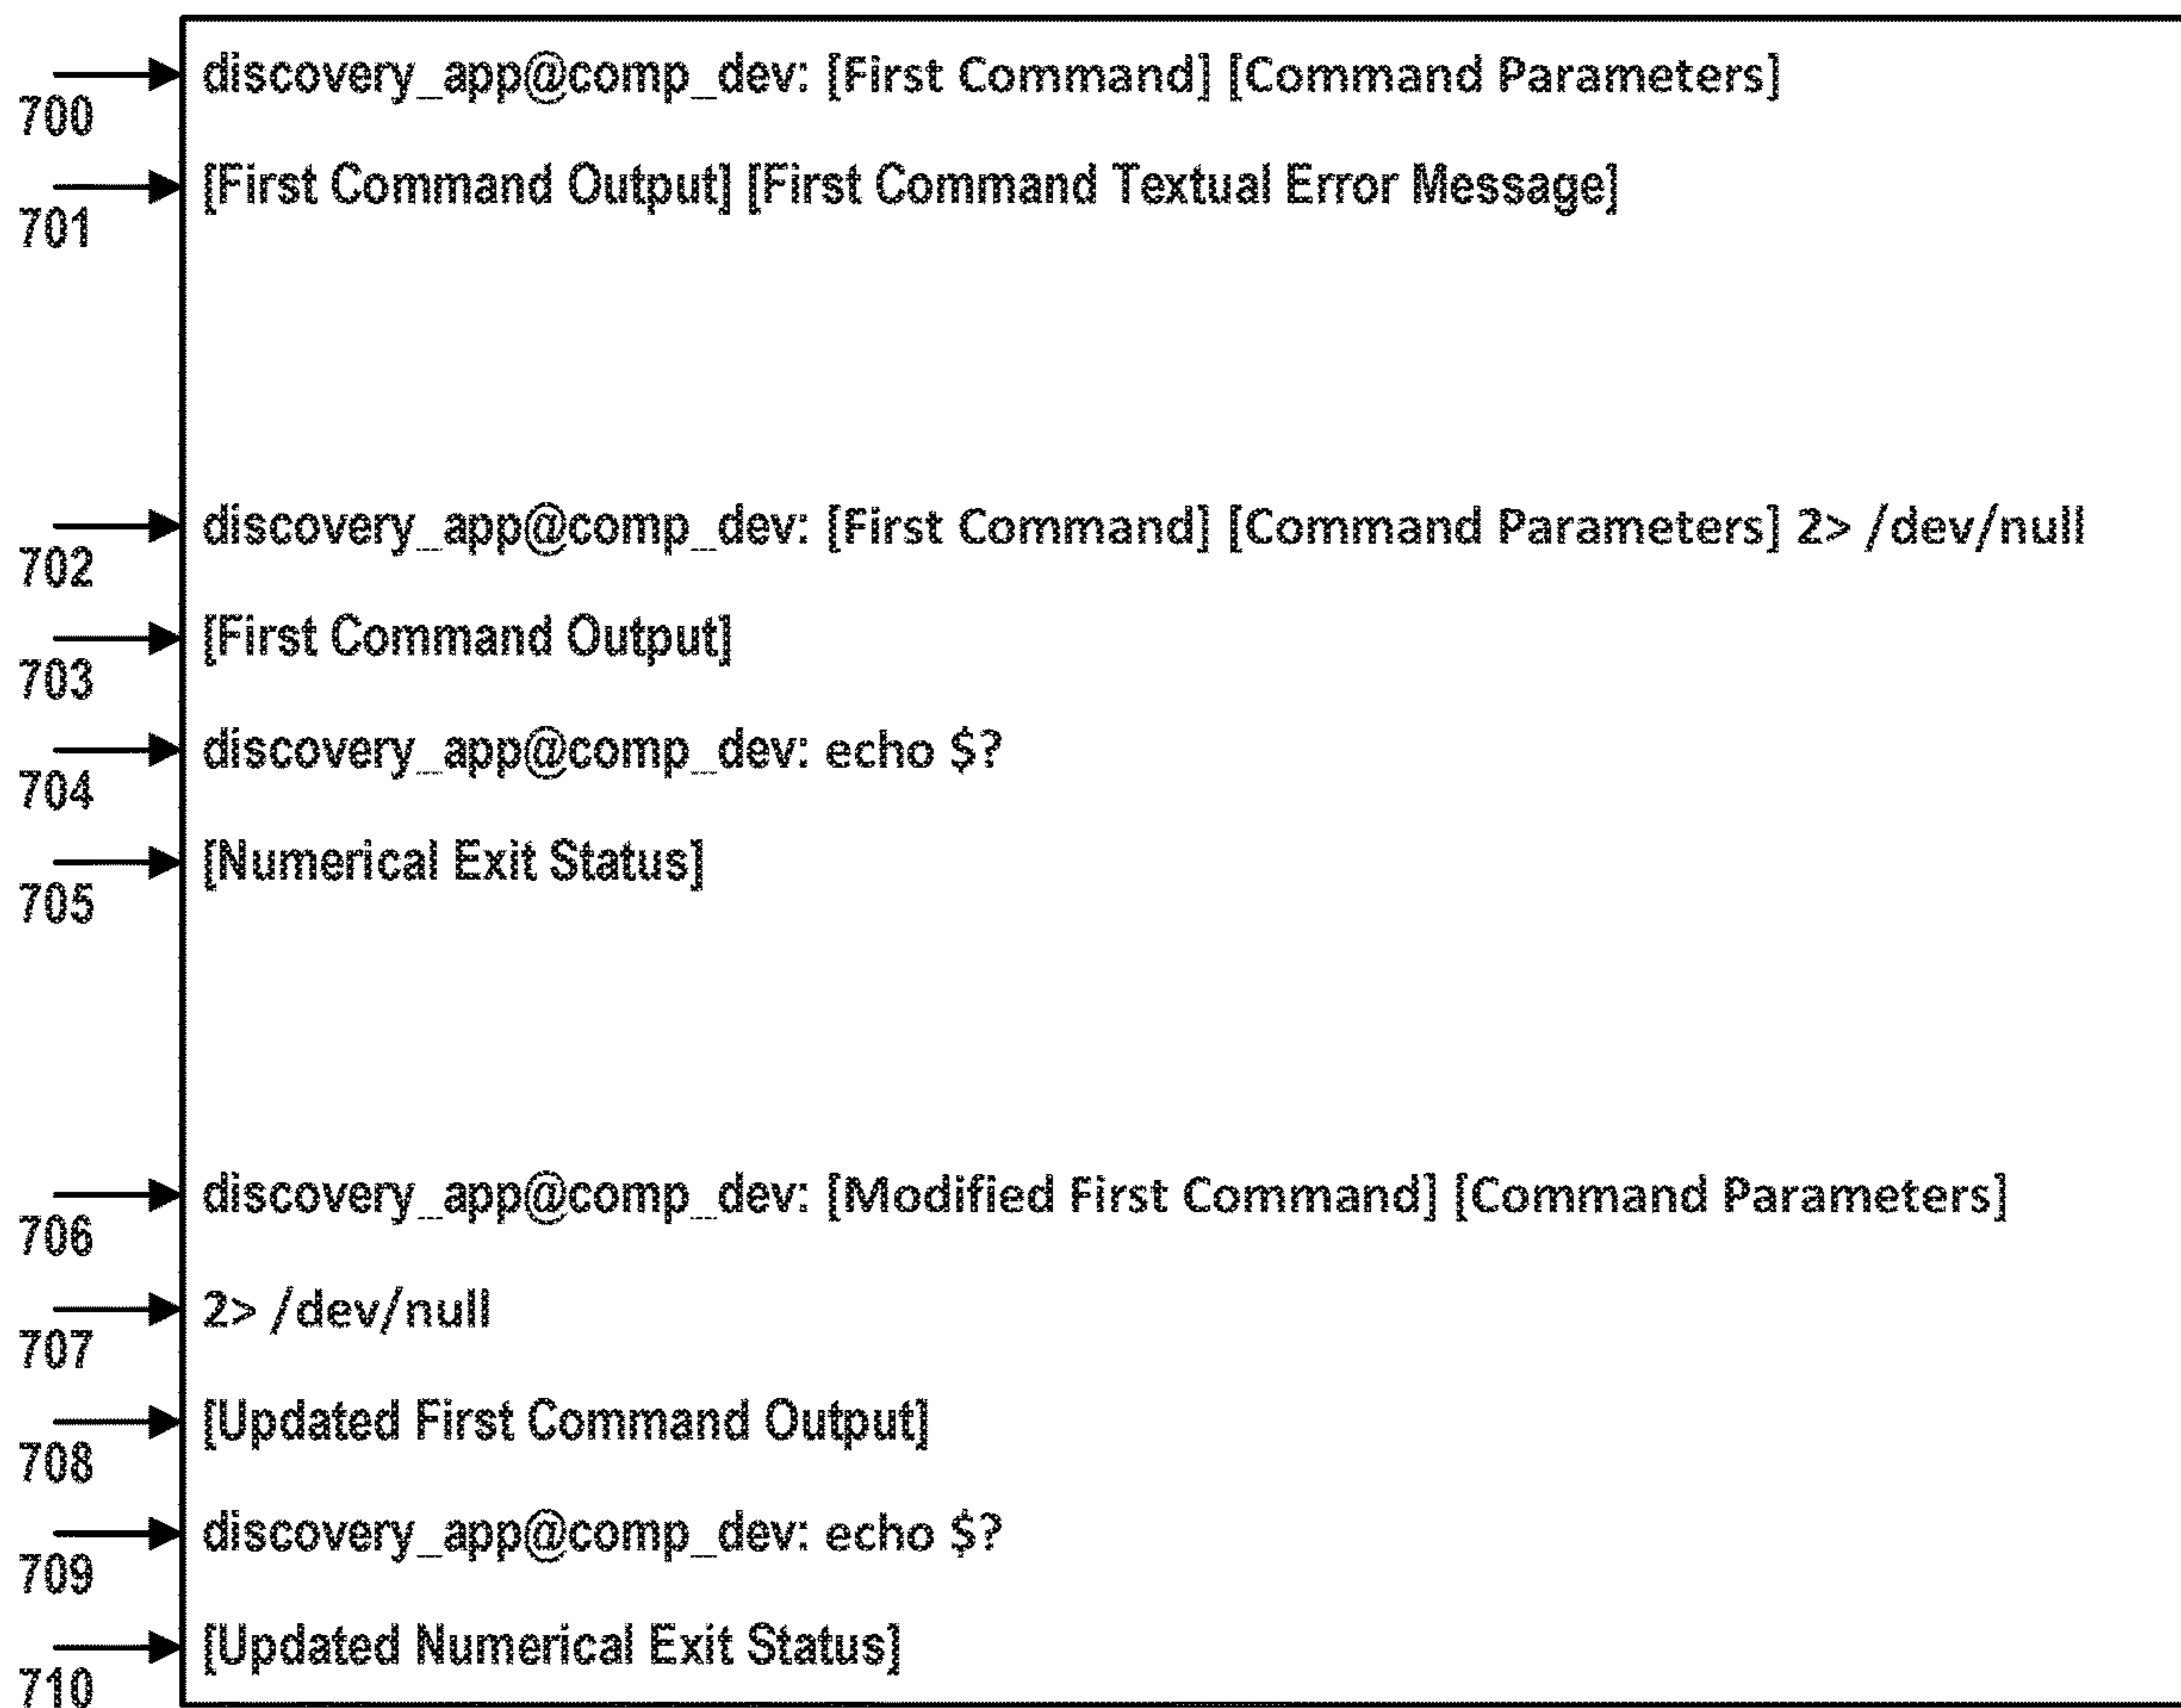 discovery_app@comp_dev: [First Command] [Command Parameters]
700
[First Command Output] [First Command Textual Error Message]
701
discovery_app@comp_dev: [First Command] [Command Parameters] 2> /dev/null
702
[First Command Output]
703
discovery_app@comp_dev: echo $?
704
[Numerical Exit Status]
705
discovery_app@comp_dev: [Modified First Command] [Command Parameters]
706
2> /dev/null
707
[Updated First Command Output]
708
discovery_app@comp_dev: echo $?
709
[Updated Numerical Exit Status]
710